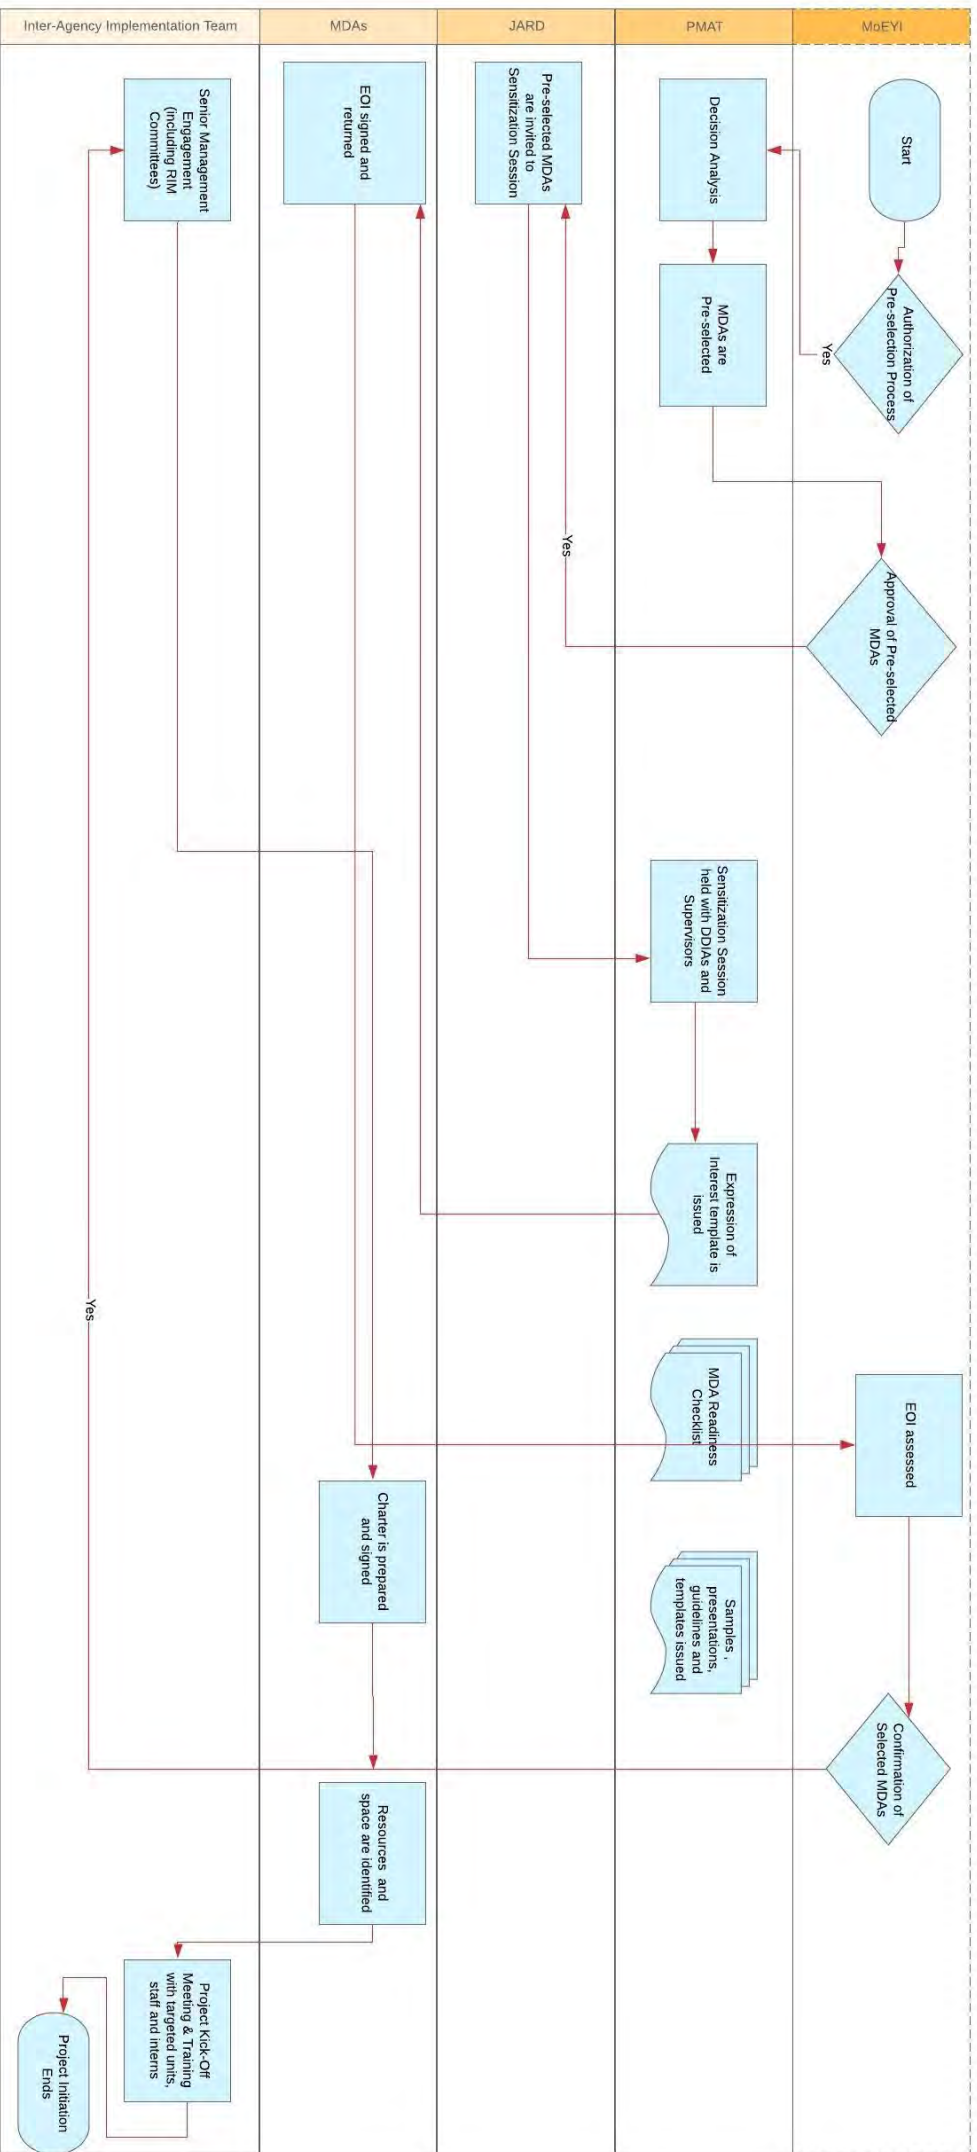 Inter-Agency Implementation Team
MDAs
JARD
PMAT
MoEYI
Start
Authorization of
Pre-selection Process
Yes
Decision Analysis
MDAs are
Pre-selected
Approval of Pre-selected
MDAs
Yes
Pre-selected MDAs
are invited to
Sensitization Session
Sensitization Session
held with DDIAs and
Supervisors
Expression of
Interest template is
issued
EOI signed and
returned
MDA Readiness
Checklist
Samples ,
presentations,
guidelines and
templates issued
EOI assessed
Confirmation of
Selected MDAs
Yes
Senior Management
Engagement
(including RIM
Committees)
Charter is prepared
and signed
Resources and
space are identified
Project Kick-Off
Meeting & Training
with targeted units,
staff and interns
Project Initiation
Ends